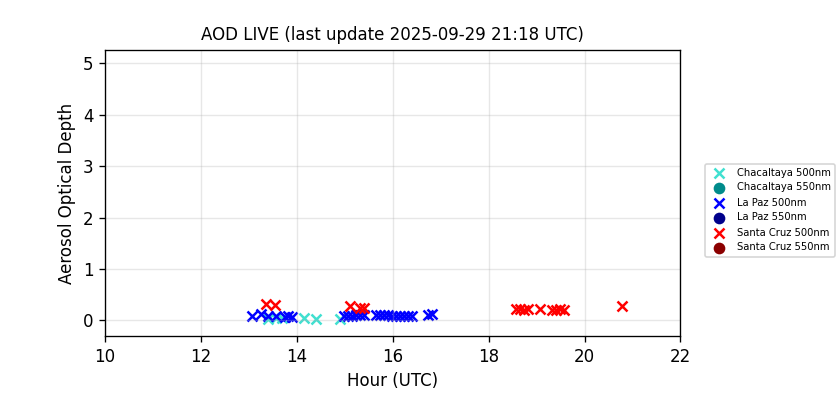 AOD LIVE (last update 2025-09-29 21:18 UTC)
5
4
3
2
1
0
Aerosol Optical Depth
10 12 14 16 18 20 22
Hour (UTC)
Chacaltaya 500nm
Chacaltaya 550nm
La Paz 500nm
La Paz 550nm
Santa Cruz 500nm
Santa Cruz 550nm